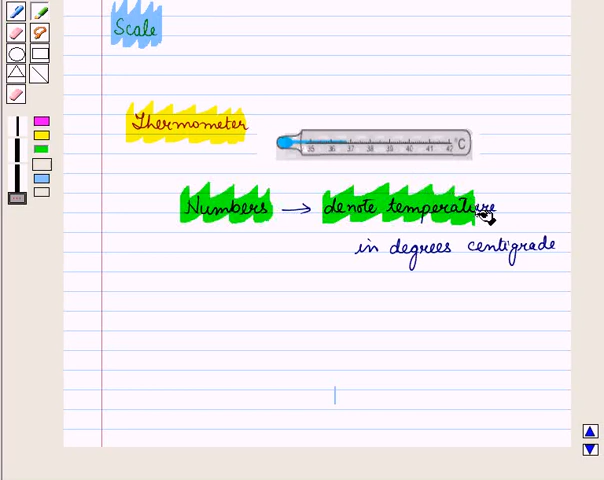 Scale
Thermometer
35 36 37 38 39 40 41 42 °C
Numbers → denote temperature
in degrees centigrade